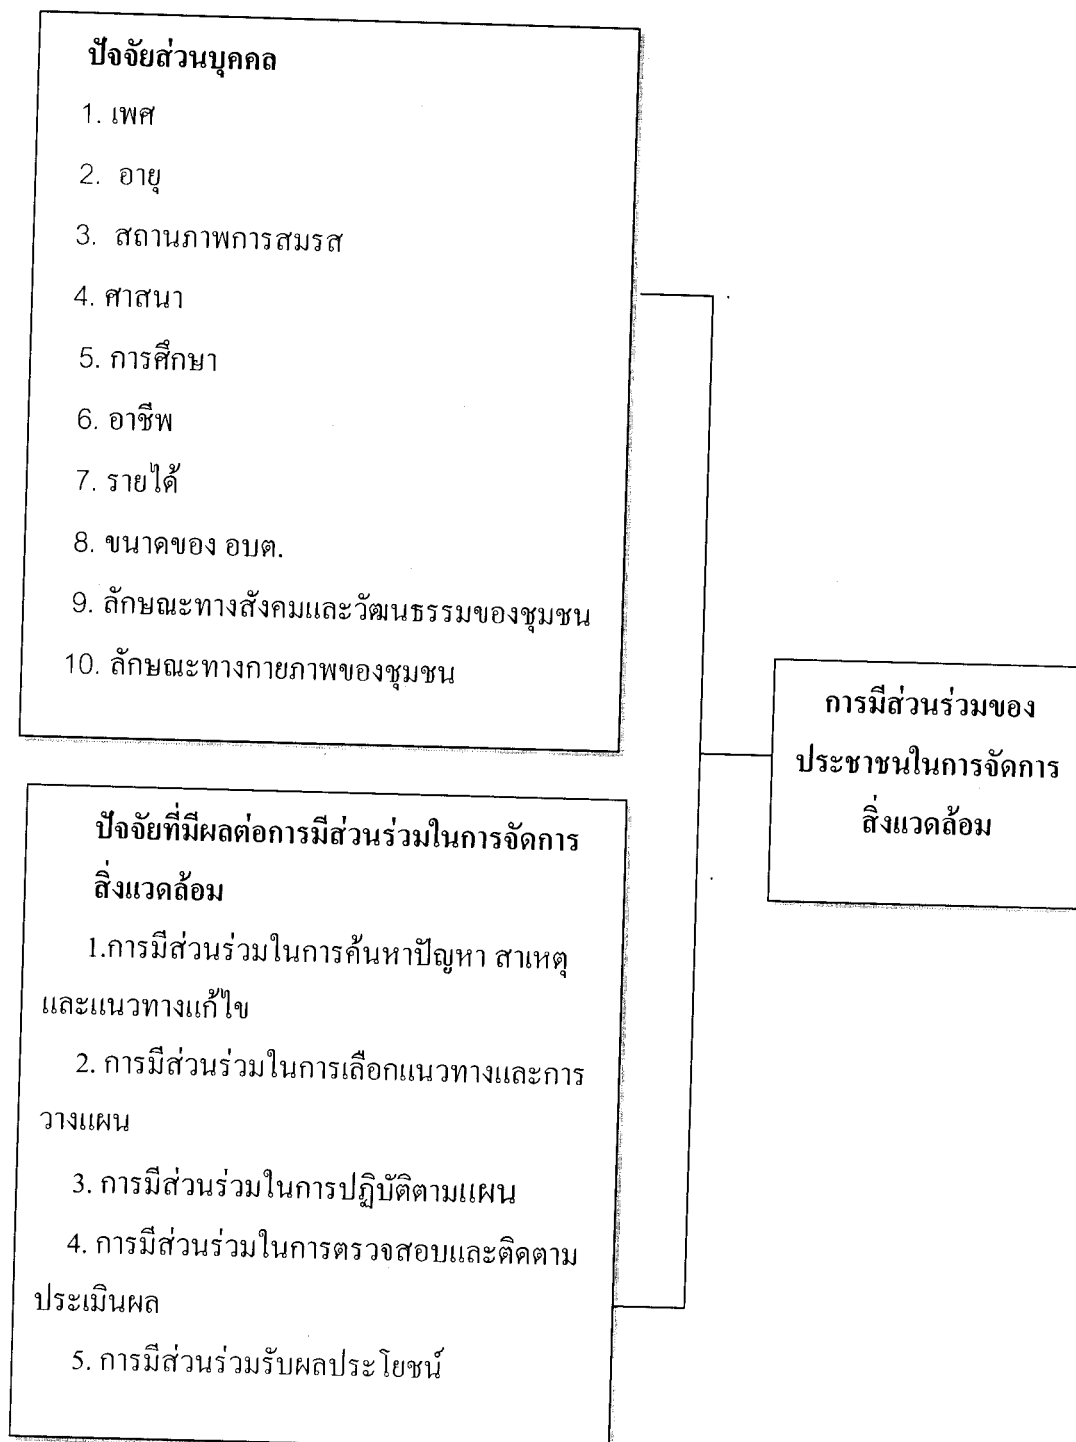 ปัจจัยส่วนบุคคล
1. เพศ
2. อายุ
3. สถานภาพการสมรส
4. ศาสนา
5. การศึกษา
6. อาชีพ
7. รายได้
8. ขนาดของ อบต.
9. ลักษณะทางสังคมและวัฒนธรรมของชุมชน
10. ลักษณะทางกายภาพของชุมชน
ปัจจัยที่มีผลต่อการมีส่วนร่วมในการจัดการ
สิ่งแวดล้อม
1.การมีส่วนร่วมในการค้นหาปัญหา สาเหตุ
และแนวทางแก้ไข
2. การมีส่วนร่วมในการเลือกแนวทางและการ
วางแผน
3. การมีส่วนร่วมในการปฏิบัติตามแผน
4. การมีส่วนร่วมในการตรวจสอบและติดตาม
ประเมินผล
5. การมีส่วนร่วมรับผลประโยชน์
การมีส่วนร่วมของ
ประชาชนในการจัดการ
สิ่งแวดล้อม